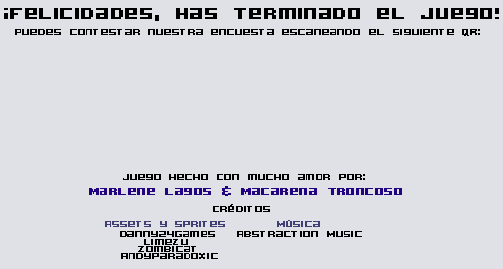 ¡FELICIDADES, HAS TERMINADO EL JUEGO!
PUEDES CONTESTAR NUESTRA ENCUESTA ESCANEANDO EL SIGUIENTE QR:
JUEGO HECHO CON MUCHO AMOR POR:
MARLENE LAGOS & MACARENA TRONCOSO
CRÉDITOS
ASSETS Y SPRITES
DANNY24GAMES
LIMEZU
ZOMBICAT
ANDYPARADOXIC
MÚSICA
ABSTRACTION MUSIC